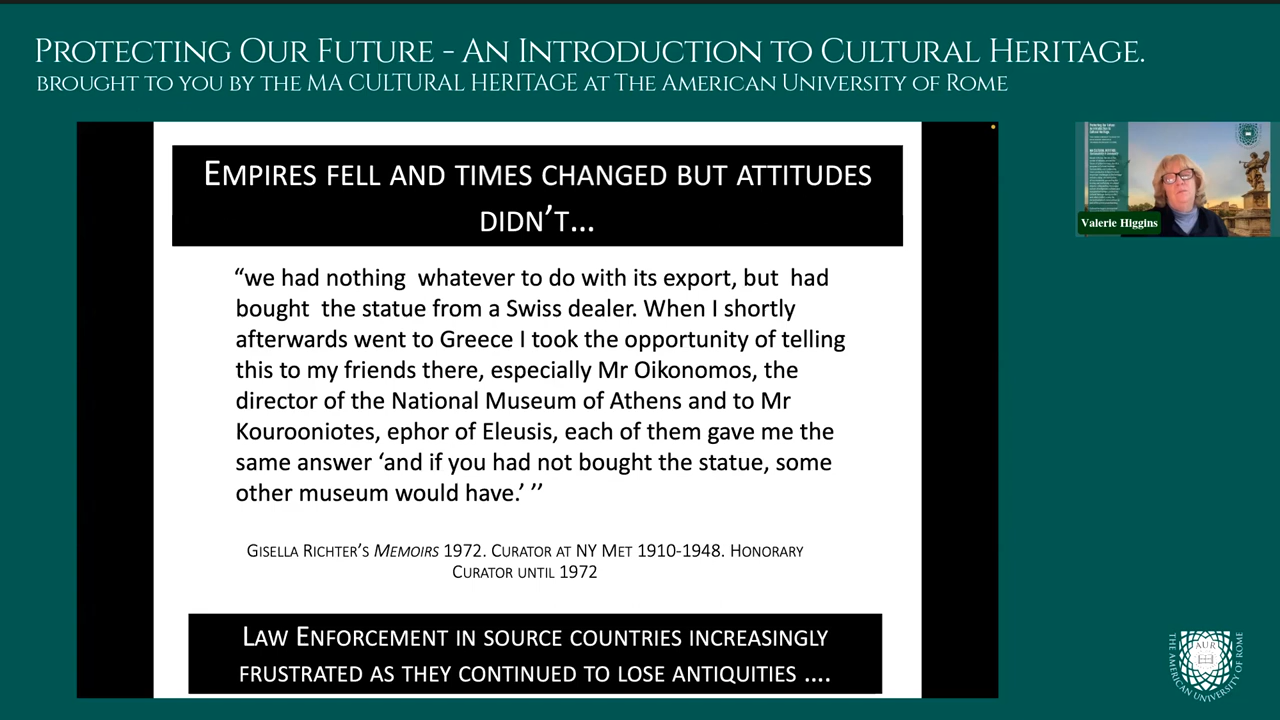 PROTECTING OUR FUTURE - AN INTRODUCTION TO CULTURAL HERITAGE.
BROUGHT TO YOU BY THE MA CULTURAL HERITAGE AT THE AMERICAN UNIVERSITY OF ROME
EMPIRES FELL AND TIMES CHANGED BUT ATTITUDES
DIDN'T...
“we had nothing whatever to do with its export, but had
bought the statue from a Swiss dealer. When I shortly
afterwards went to Greece I took the opportunity of telling
this to my friends there, especially Mr Oikonomos, the
director of the National Museum of Athens and to Mr
Kourooniotes, ephor of Eleusis, each of them gave me the
same answer ‘and if you had not bought the statue, some
other museum would have.’ ’’
GISELLA RICHTER'S MEMOIRS 1972. CURATOR AT NY MET 1910-1948. HONORARY
CURATOR UNTIL 1972
LAW ENFORCEMENT IN SOURCE COUNTRIES INCREASINGLY
FRUSTRATED AS THEY CONTINUED TO LOSE ANTIQUITIES ....
Valerie Higgins
THE AMERICAN UNIVERSITY OF ROME
AUR